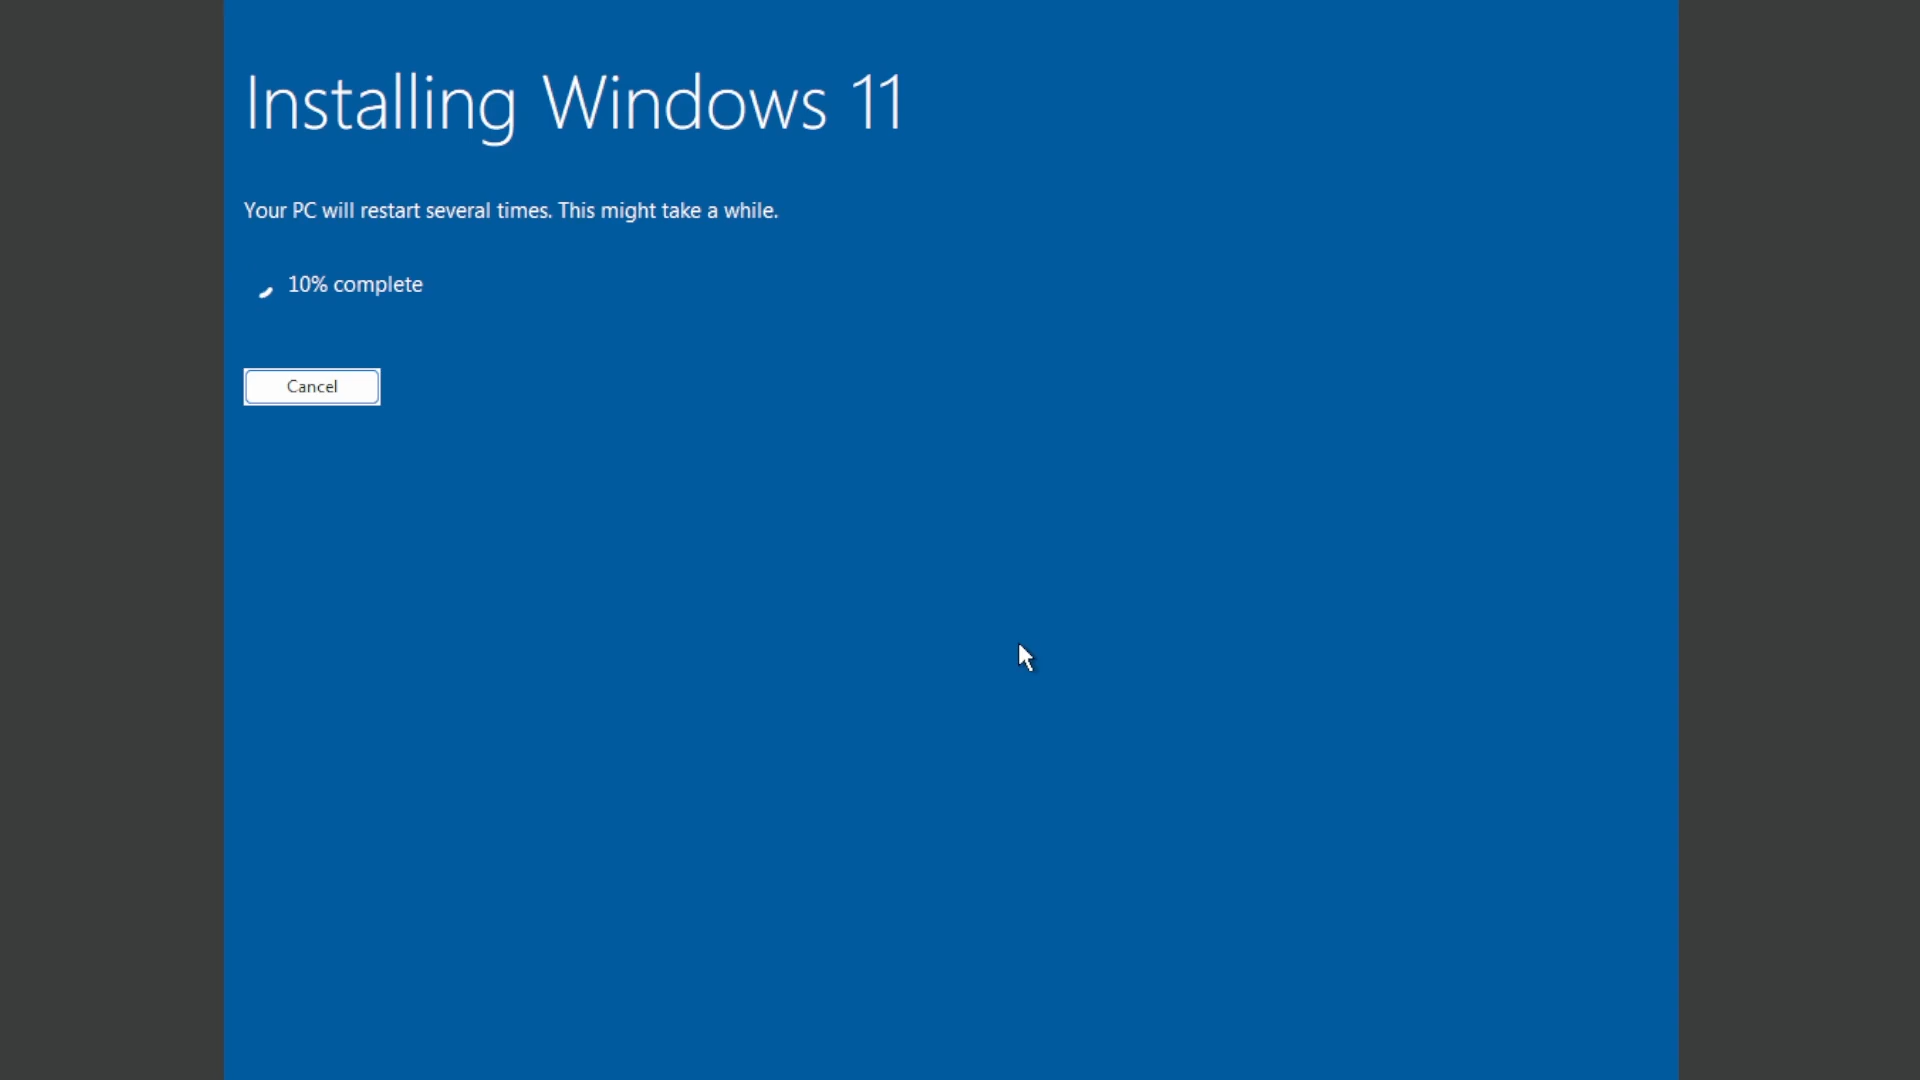 Installing Windows 11
Your PC will restart several times. This might take a while.
10% complete
Cancel